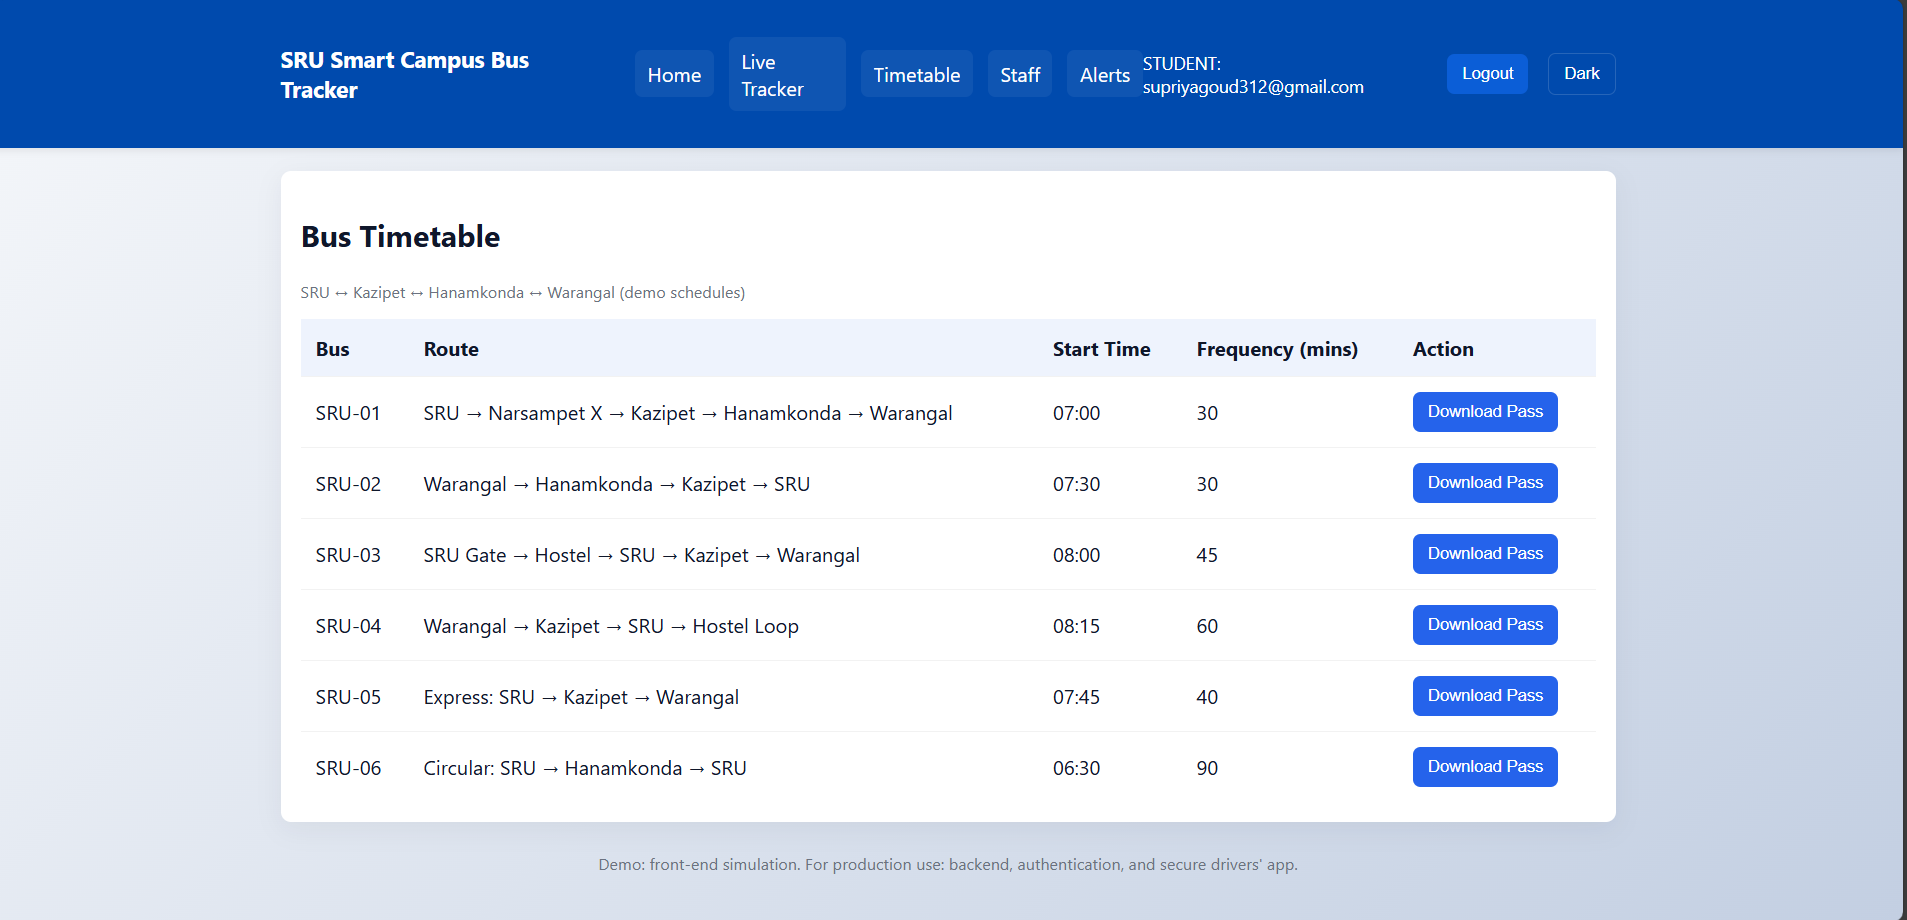 SRU Smart Campus Bus
Tracker
Home
Live
Tracker
Timetable
Staff
Alerts
STUDENT:
supriyagoud312@gmail.com
Logout
Dark
Bus Timetable
SRU ↔ Kazipet ↔ Hanamkonda ↔ Warangal (demo schedules)
Bus Route Start Time Frequency (mins) Action
SRU-01 SRU → Narsampet X → Kazipet → Hanamkonda → Warangal 07:00 30 Download Pass
SRU-02 Warangal → Hanamkonda → Kazipet → SRU 07:30 30 Download Pass
SRU-03 SRU Gate → Hostel → SRU → Kazipet → Warangal 08:00 45 Download Pass
SRU-04 Warangal → Kazipet → SRU → Hostel Loop 08:15 60 Download Pass
SRU-05 Express: SRU → Kazipet → Warangal 07:45 40 Download Pass
SRU-06 Circular: SRU → Hanamkonda → SRU 06:30 90 Download Pass
Demo: front-end simulation. For production use: backend, authentication, and secure drivers' app.